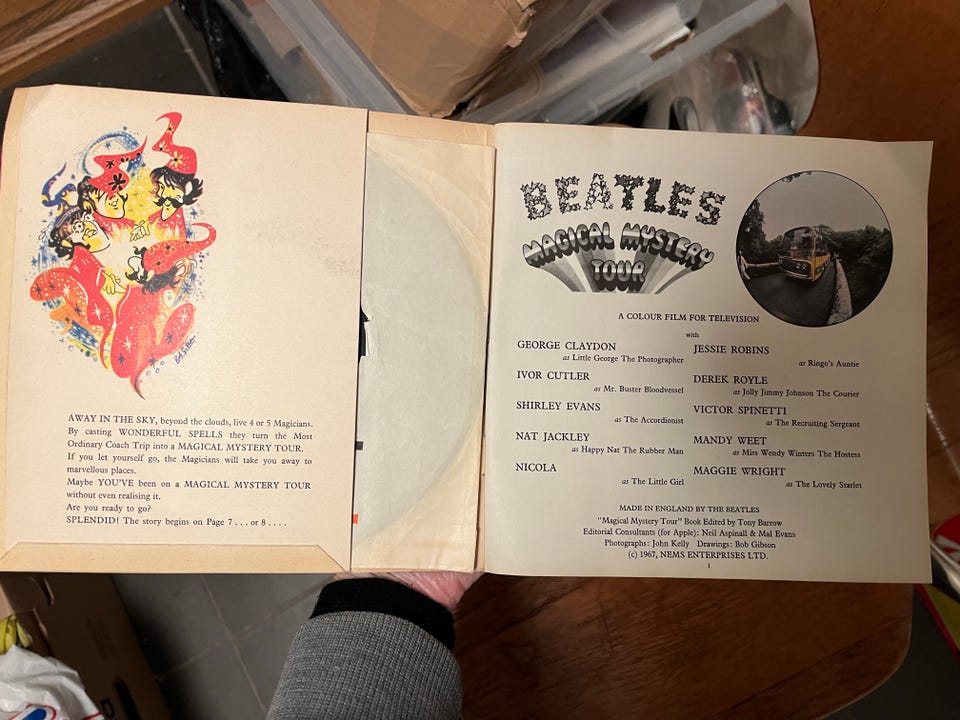 Bob Gibson
AWAY IN THE SKY, beyond the clouds, live 4 or 5 Magicians.
By casting WONDERFUL SPELLS they turn the Most
Ordinary Coach Trip into a MAGICAL MYSTERY TOUR.
If you let yourself go, the Magicians will take you away to
marvellous places.
Maybe YOU'VE been on a MAGICAL MYSTERY TOUR
without even realising it.
Are you ready to go?
SPLENDID! The story begins on Page 7 . . . or 8 . . . .
BEATLES
MAGICAL MYSTERY
TOUR
A COLOUR FILM FOR TELEVISION
with
GEORGE CLAYDON
as Little George The Photographer
IVOR CUTLER
as Mr. Buster Bloodvessel
SHIRLEY EVANS
as The Accordionist
NAT JACKLEY
as Happy Nat The Rubber Man
NICOLA
as The Little Girl
JESSIE ROBINS
as Ringo's Auntie
DEREK ROYLE
as Jolly Jimmy Johnson The Courier
VICTOR SPINETTI
as The Recruiting Sergeant
MANDY WEET
as Miss Wendy Winters The Hostess
MAGGIE WRIGHT
as The Lovely Starlet
MADE IN ENGLAND BY THE BEATLES
"Magical Mystery Tour" Book Edited by Tony Barrow
Editorial Consultants (for Apple): Neil Aspinall & Mal Evans
Photographs: John Kelly Drawings: Bob Gibson
(c) 1967, NEMS ENTERPRISES LTD.
1